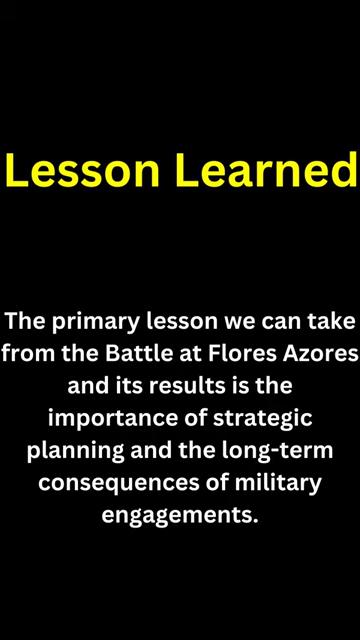 Lesson Learned
The primary lesson we can take
from the Battle at Flores Azores
and its results is the
importance of strategic
planning and the long-term
consequences of military
engagements.